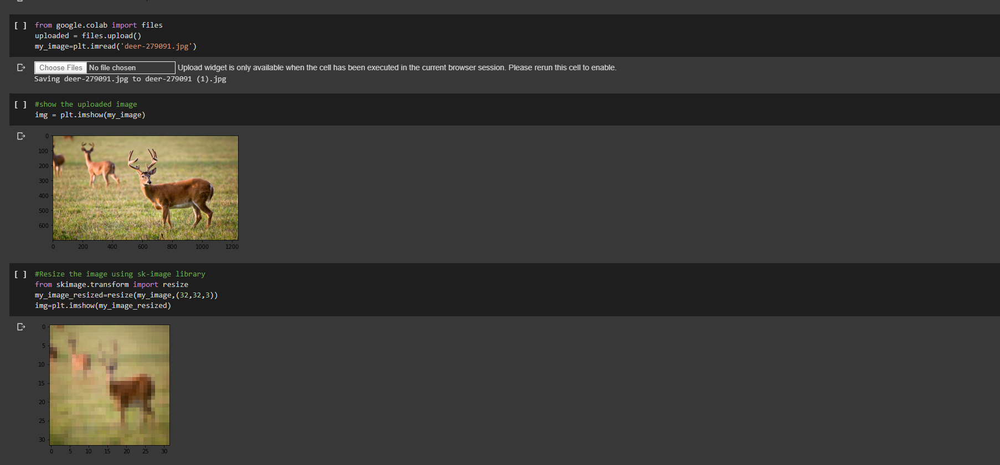 [ ] from google.colab import files
uploaded = files.upload()
my_image=plt.imread('deer-279091.jpg')
Choose Files No file chosen Upload widget is only available when the cell has been executed in the current browser session. Please rerun this cell to enable.
Saving deer-279091.jpg to deer-279091 (1).jpg
[ ] #show the uploaded image
img = plt.imshow(my_image)
0
100
200
300
400
500
600
0 200 400 600 800 1000 1200
[ ] #Resize the image using sk-image library
from skimage.transform import resize
my_image_resized=resize(my_image,(32,32,3))
img=plt.imshow(my_image_resized)
0
5
10
15
20
25
30
0 5 10 15 20 25 30